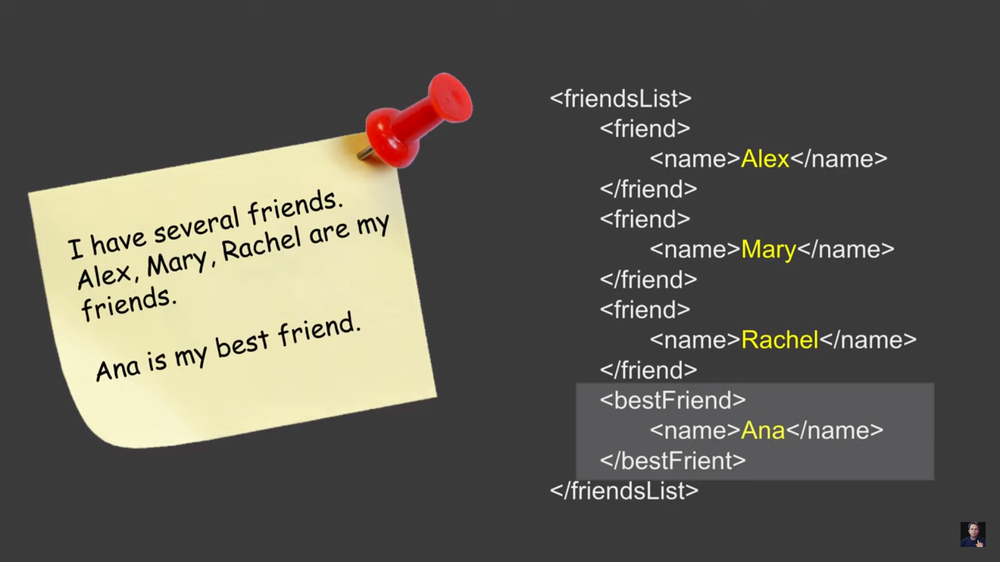 I have several friends.
Alex, Mary, Rachel are my
friends.
Ana is my best friend.
<friendsList>
<friend>
<name>Alex</name>
</friend>
<friend>
<name>Mary</name>
</friend>
<friend>
<name>Rachel</name>
</friend>
<bestFriend>
<name>Ana</name>
</bestFrient>
</friendsList>